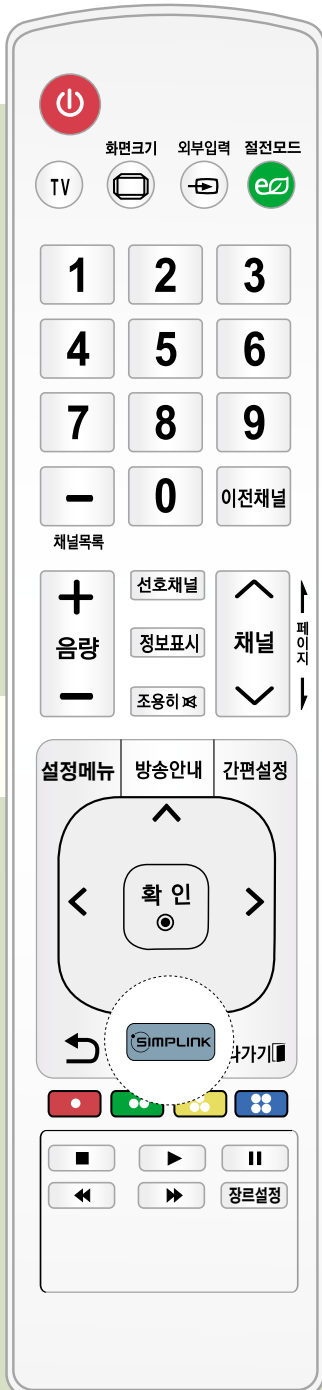 화면크기 외부입력 절전모드
TV
1 2 3
4 5 6
7 8 9
0 이전채널
채널목록
선호채널
음량 정보표시 채널 페이지
조용히
설정메뉴 방송안내 간편설정
확인
SIMPLINK
가기
장르설정